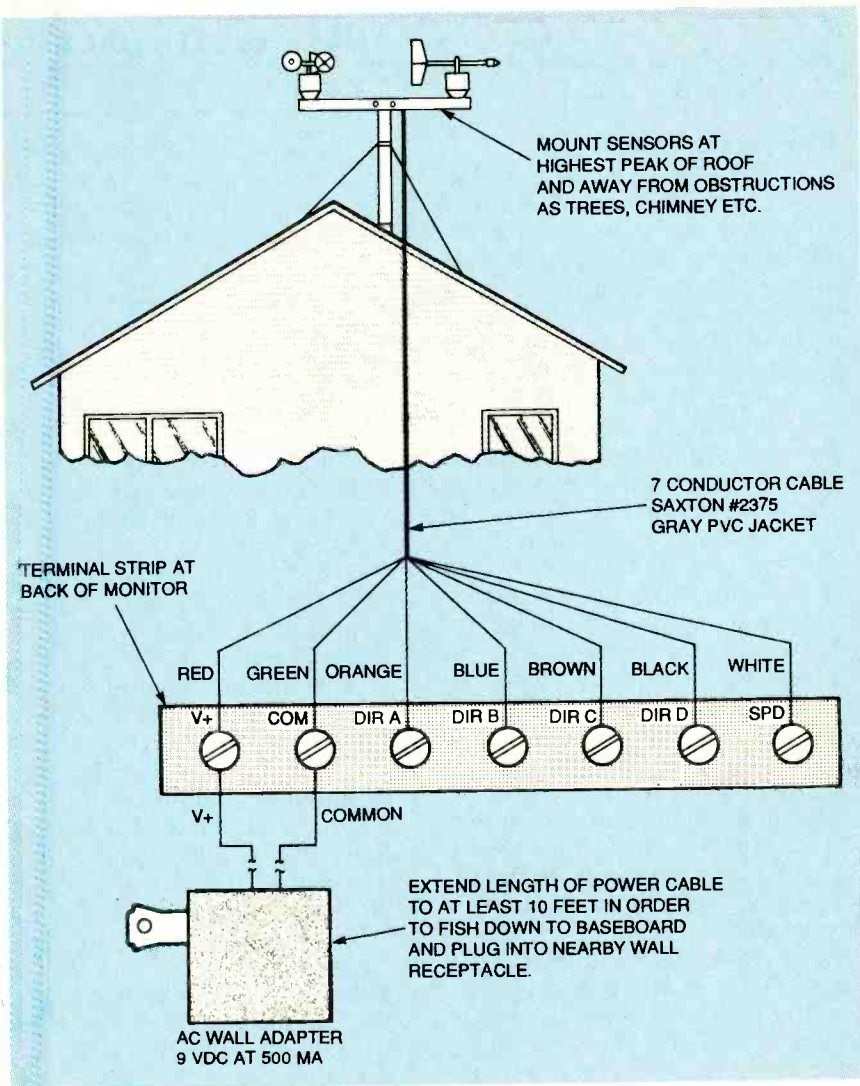 MOUNT SENSORS AT
HIGHEST PEAK OF ROOF
AND AWAY FROM OBSTRUCTIONS
AS TREES, CHIMNEY ETC.
7 CONDUCTOR CABLE
SAXTON #2375
GRAY PVC JACKET
TERMINAL STRIP AT
BACK OF MONITOR
RED GREEN ORANGE BLUE BROWN BLACK WHITE
V+ COM DIR A DIR B DIR C DIR D SPD
V+ COMMON
EXTEND LENGTH OF POWER CABLE
TO AT LEAST 10 FEET IN ORDER
TO FISH DOWN TO BASEBOARD
AND PLUG INTO NEARBY WALL
RECEPTACLE.
AC WALL ADAPTER
9 VDC AT 500 MA